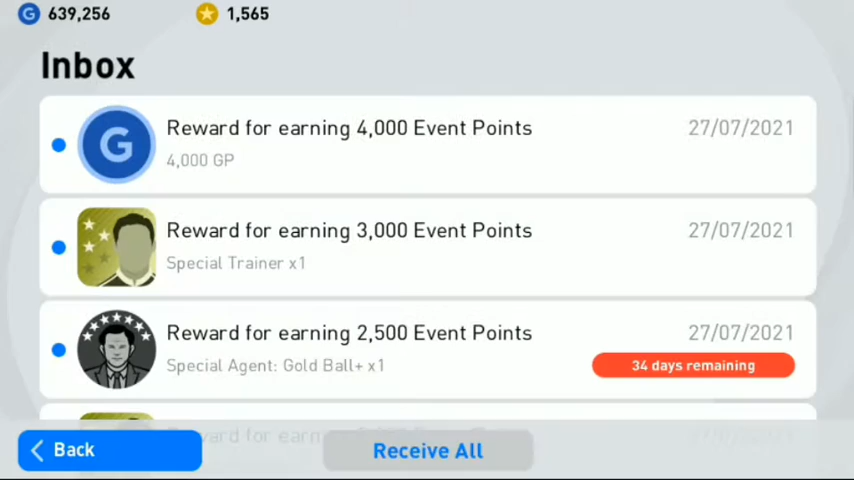 G 639,256 1,565
Inbox
Reward for earning 4,000 Event Points 27/07/2021
G
4,000 GP
Reward for earning 3,000 Event Points 27/07/2021
Special Trainer x1
Reward for earning 2,500 Event Points 27/07/2021
Special Agent: Gold Ball+ x1 34 days remaining
Back
Receive All